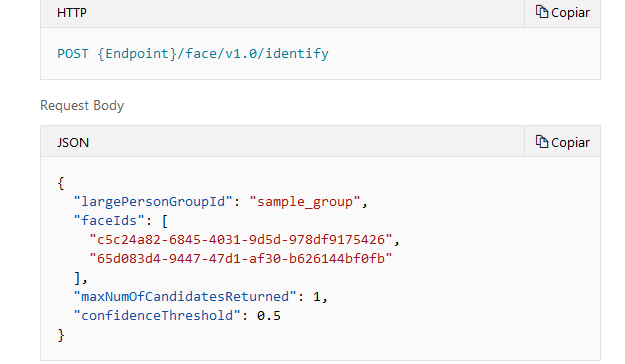 HTTP
Copiar
POST {Endpoint}/face/v1.0/identify
Request Body
JSON
Copiar
{
"largePersonGroupId": "sample_group",
"faceIds": [
"c5c24a82-6845-4031-9d5d-978df9175426",
"65d083d4-9447-47d1-af30-b626144bf0fb"
],
"maxNumOfCandidatesReturned": 1,
"confidenceThreshold": 0.5
}